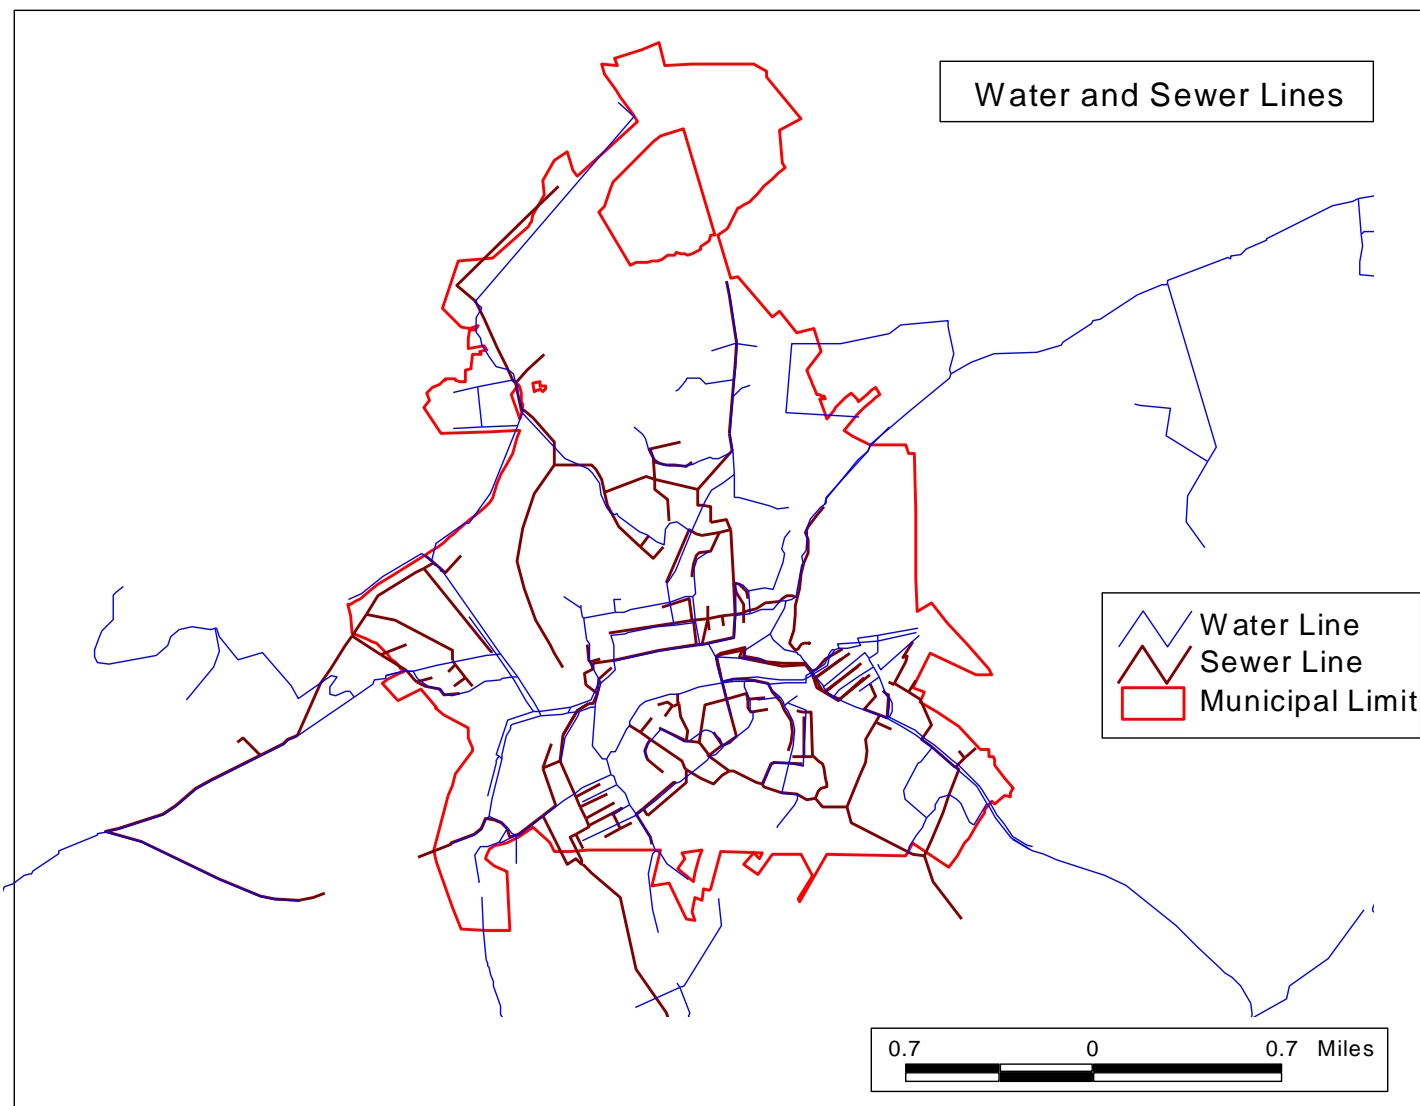 Water and Sewer Lines
Water Line
Sewer Line
Municipal Limit
0.7 0 0.7 Miles